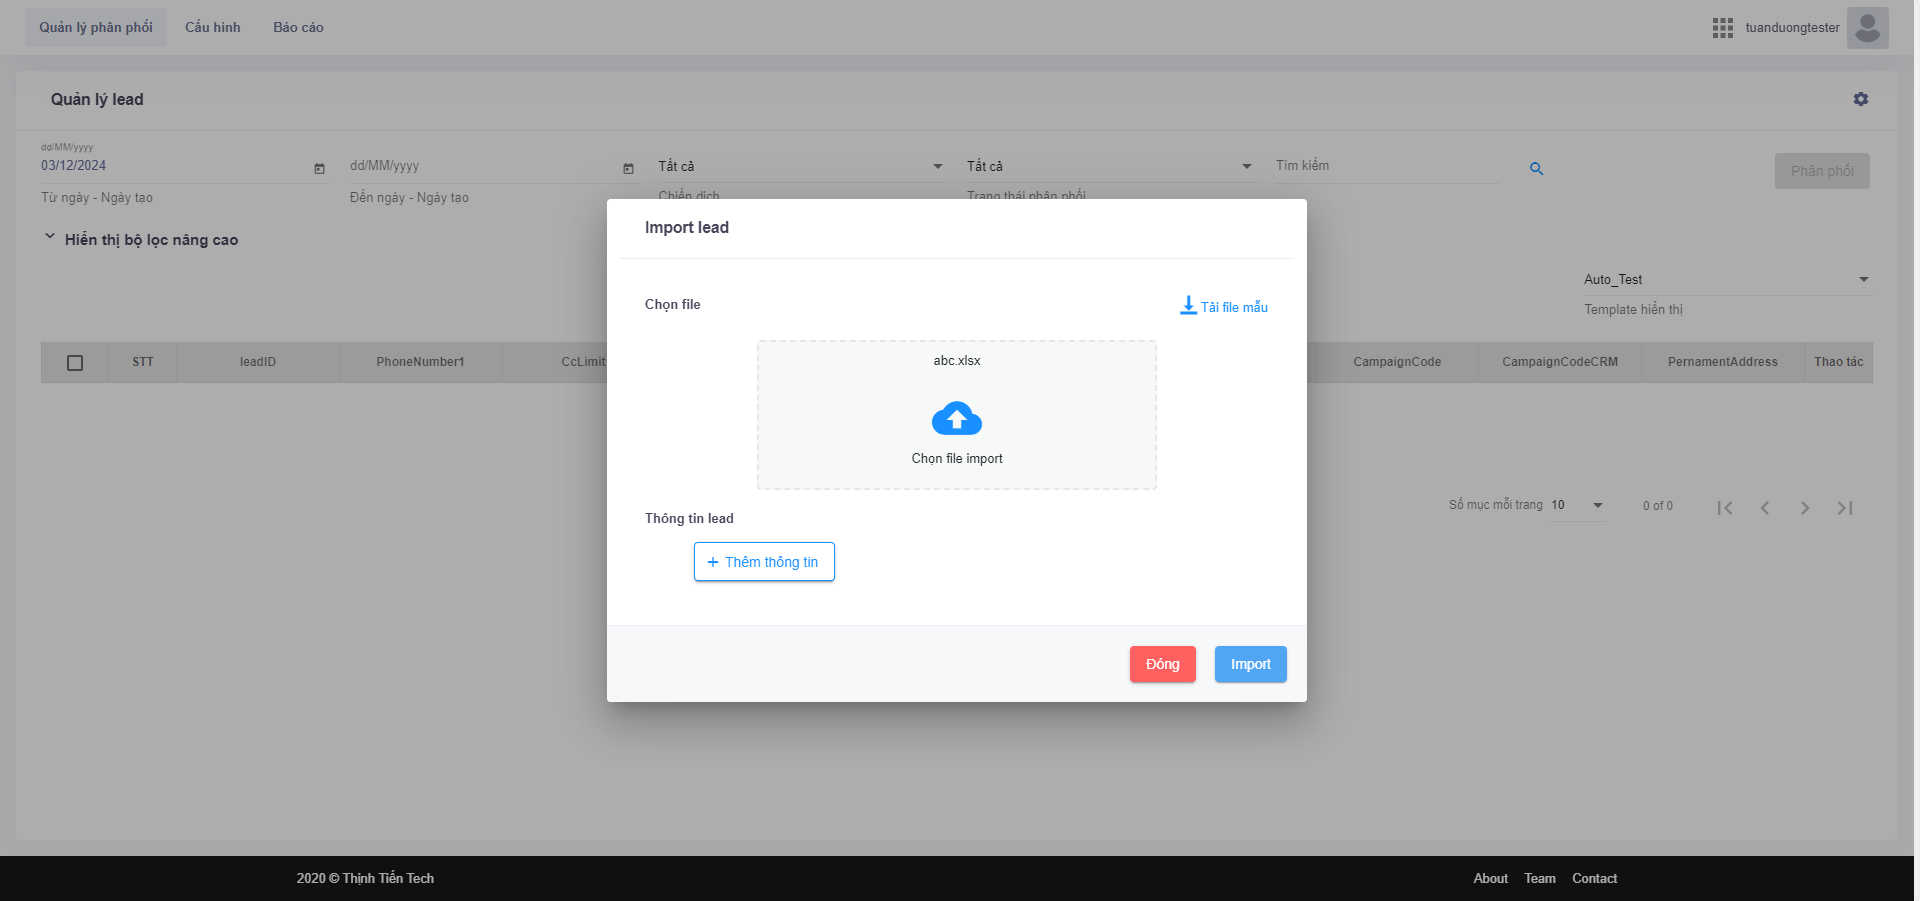 Quản lý phân phối Cấu hình Báo cáo tuanduongtester
Quản lý lead
dd/MM/yyyy
03/12/2024 dd/MM/yyyy Tất cả Tất cả Tìm kiếm Phân phối
Từ ngày - Ngày tạo Đến ngày - Ngày tạo Chiến dịch Trạng thái phân phối
Hiển thị bộ lọc nâng cao
Auto_Test
Template hiển thị
STT leadID PhoneNumber1 CcLimit CampaignCode CampaignCodeCRM PernamentAddress Thao tác
Số mục mỗi trang 10 0 of 0
Import lead
Chọn file Tải file mẫu
abc.xlsx
Chọn file import
Thông tin lead
+ Thêm thông tin
Đóng Import
2020 © Thịnh Tiến Tech About Team Contact